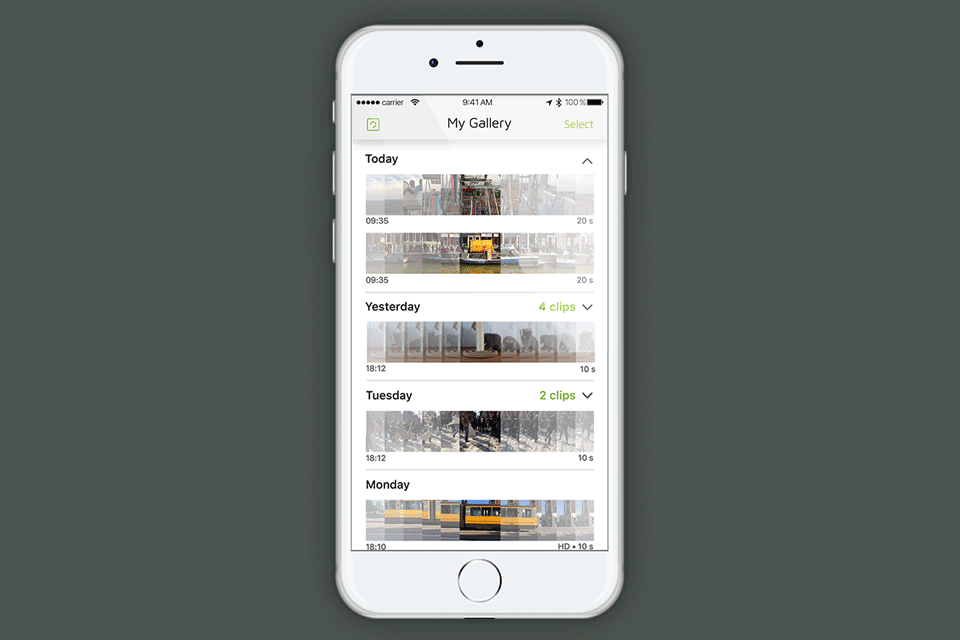 carrier 9:41 AM 100%
My Gallery Select
Today
09:35 20 s
09:35 20 s
Yesterday 4 clips
18:12 10 s
Tuesday 2 clips
18:12 10 s
Monday
18:10 HD • 10 s